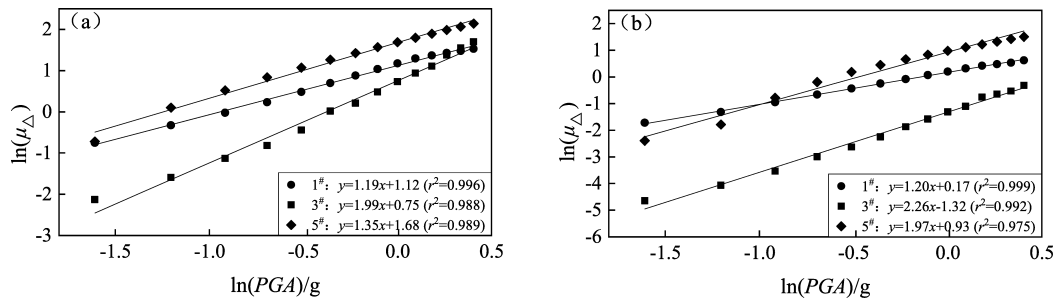 (a)
2
1
0
-1
-2
-3
ln(μ△)
1#：y=1.19x+1.12 (r²=0.996)
3#：y=1.99x+0.75 (r²=0.988)
5#：y=1.35x+1.68 (r²=0.989)
-1.5 -1.0 -0.5 0.0 0.5
ln(PGA)/g
(b)
2
1
0
-1
-2
-3
-4
-5
-6
ln(μ△)
1#：y=1.20x+0.17 (r²=0.999)
3#：y=2.26x-1.32 (r²=0.992)
5#：y=1.97x+0.93 (r²=0.975)
-1.5 -1.0 -0.5 0.0 0.5
ln(PGA)/g